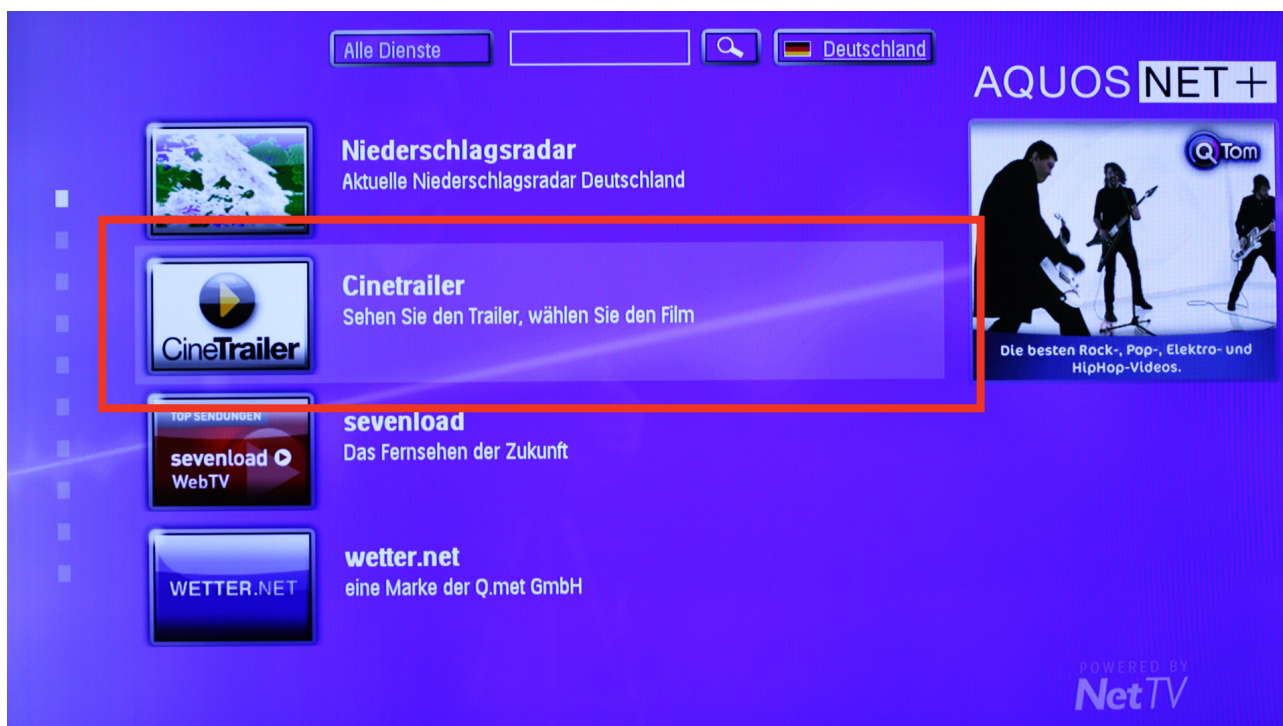 Alle Dienste
Deutschland
AQUOS NET+
Niederschlagsradar
Aktuelle Niederschlagsradar Deutschland
Q Tom
Cinetrailer
Sehen Sie den Trailer, wählen Sie den Film
CineTrailer
Die besten Rock-, Pop-, Elektro- und
HipHop-Videos.
TOP SENDUNGEN
sevenload
WebTV
sevenload
Das Fernsehen der Zukunft
WETTER.NET
wetter.net
eine Marke der Q.met GmbH
POWERED BY
NetTV